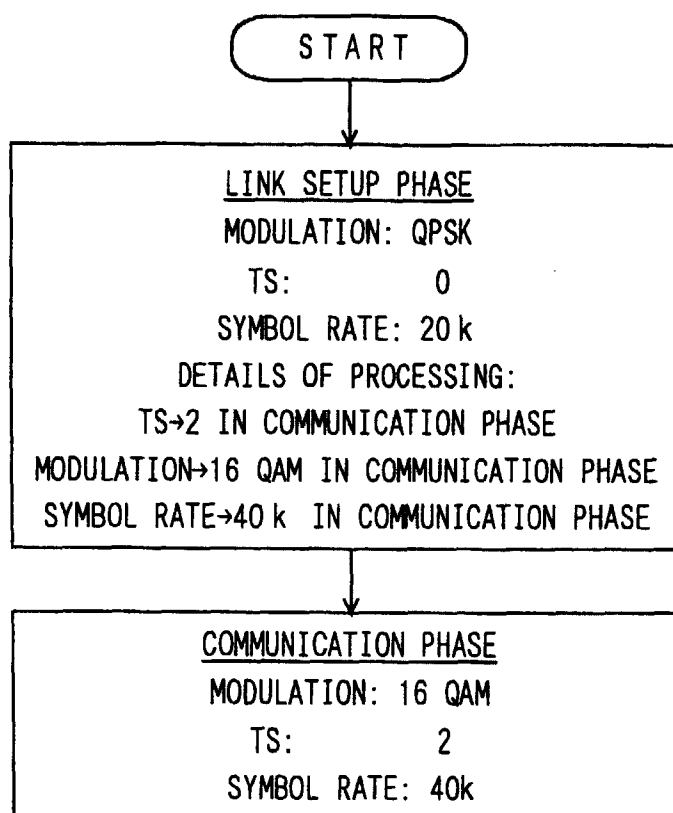 START
LINK SETUP PHASE
MODULATION: QPSK
TS: 0
SYMBOL RATE: 20k
DETAILS OF PROCESSING:
TS→2 IN COMMUNICATION PHASE
MODULATION→16 QAM IN COMMUNICATION PHASE
SYMBOL RATE→40k IN COMMUNICATION PHASE
COMMUNICATION PHASE
MODULATION: 16 QAM
TS: 2
SYMBOL RATE: 40k